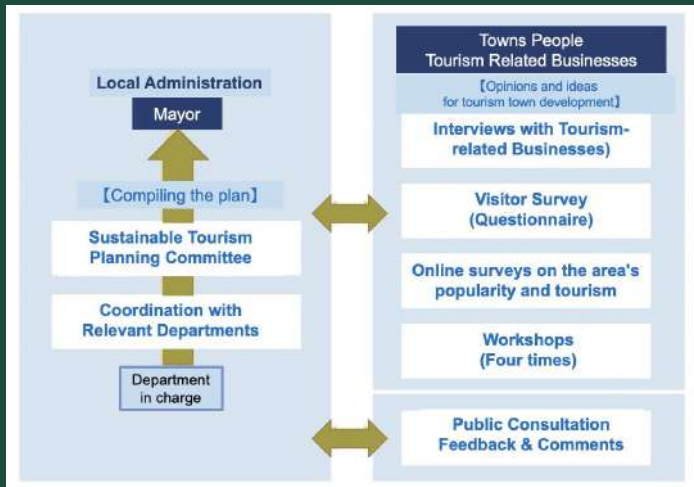 Local Administration
Mayor
【Compiling the plan】
Sustainable Tourism
Planning Committee
Coordination with
Relevant Departments
Department
in charge
Towns People
Tourism Related Businesses
【Opinions and ideas
for tourism town development】
Interviews with Tourism-
related Businesses)
Visitor Survey
(Questionnaire)
Online surveys on the area's
popularity and tourism
Workshops
(Four times)
Public Consultation
Feedback & Comments